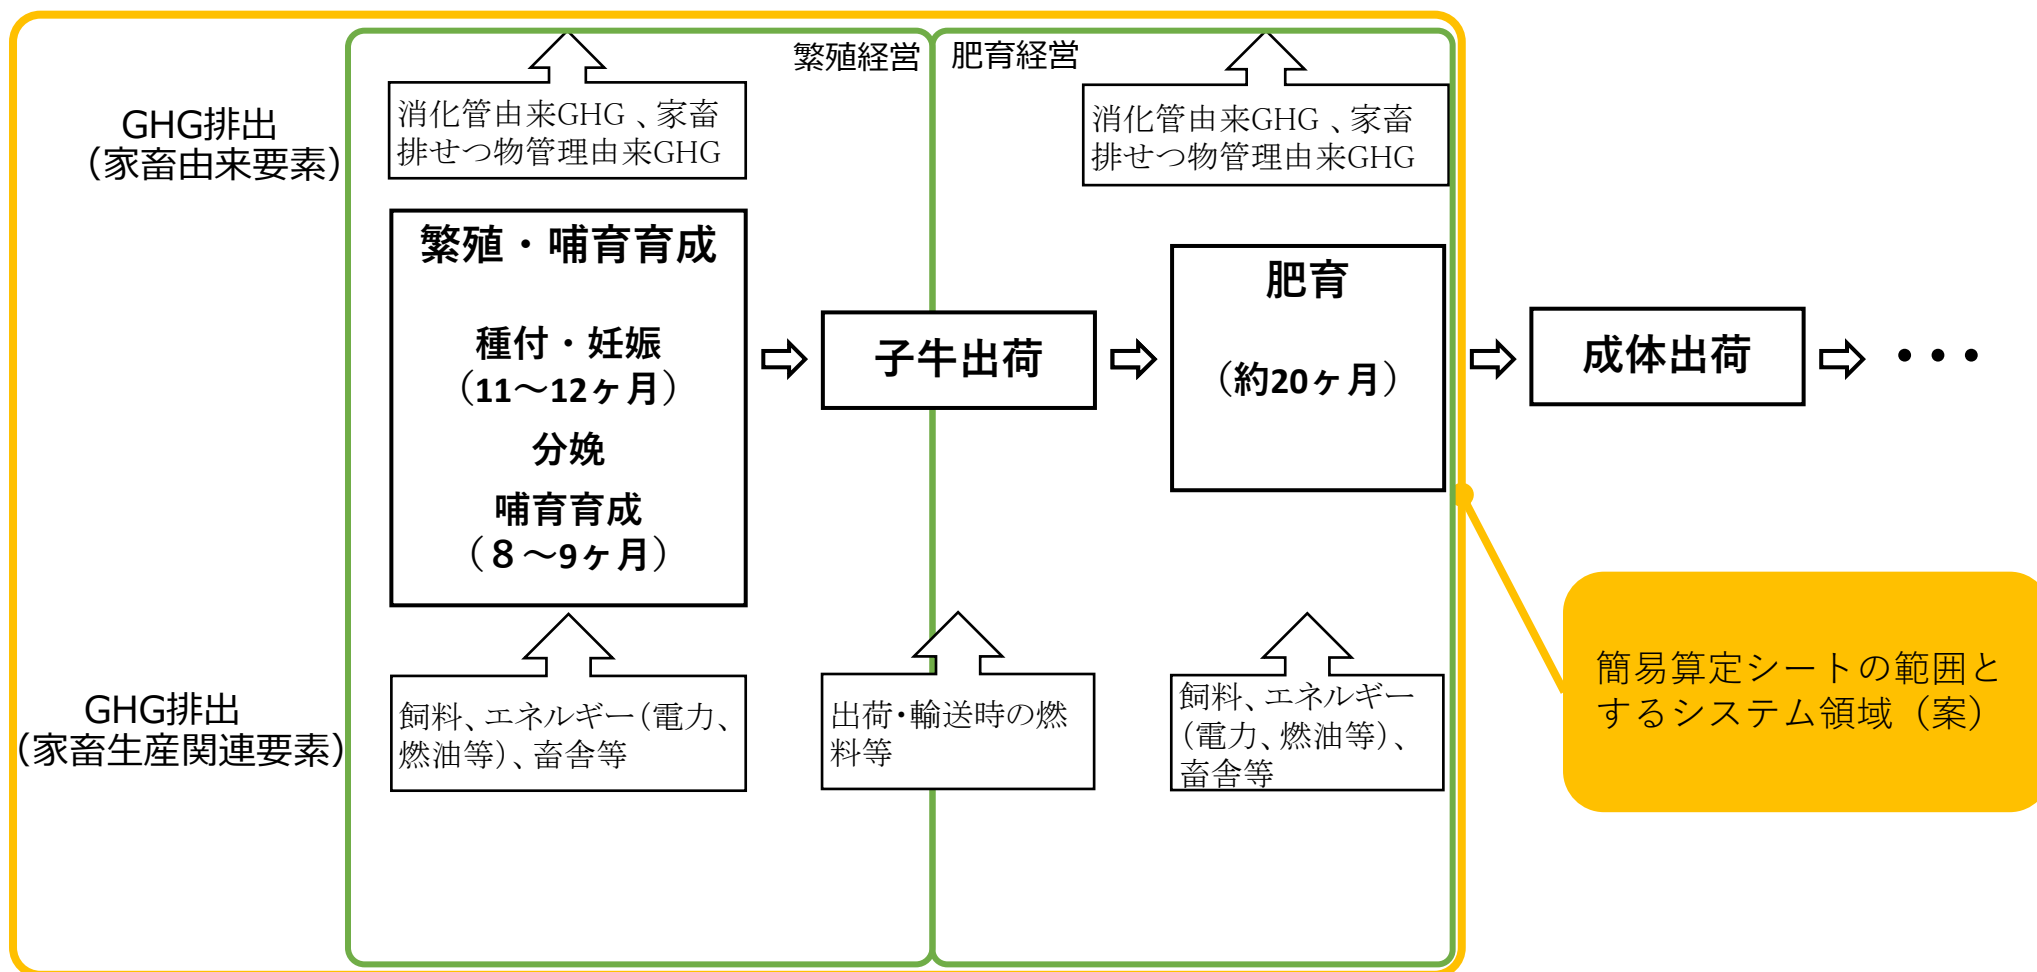 繁殖経営
肥育経営
GHG排出
（家畜由来要素）
消化管由来GHG 、家畜
排せつ物管理由来GHG
消化管由来GHG 、家畜
排せつ物管理由来GHG
繁殖・哺育育成
種付・妊娠
（11～12ヶ月）
分娩
哺育育成
（８～9ヶ月）
子牛出荷
肥育
（約20ヶ月）
成体出荷
・・・
GHG排出
（家畜生産関連要素）
飼料、エネルギー（電力、
燃油等）、畜舎等
出荷・輸送時の燃
料等
飼料、エネルギー
（電力、燃油等）、
畜舎等
簡易算定シートの範囲と
するシステム領域（案）